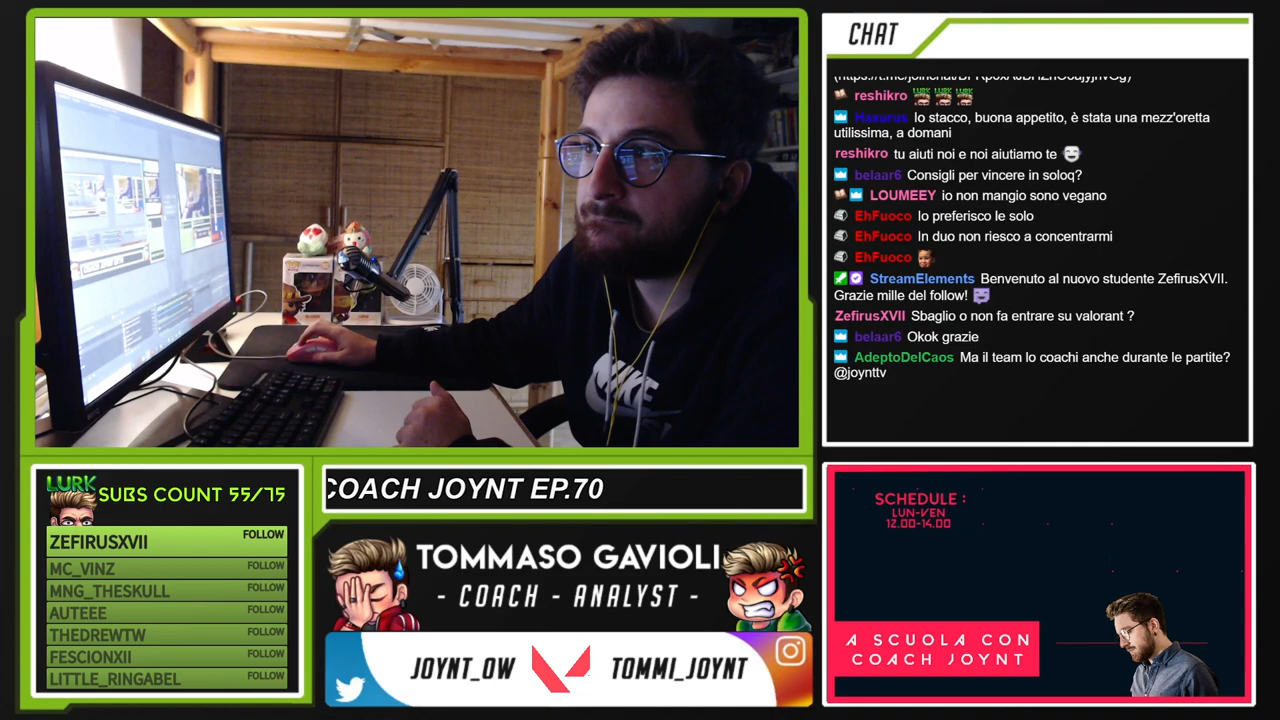 CHAT
reshikro
Haxurus Io stacco, buona appetito, è stata una mezz'oretta
utilissima, a domani
reshikro tu aiuti noi e noi aiutiamo te
belaar6 Consigli per vincere in soloq?
LOUMEEY io non mangio sono vegano
EhFuoco Io preferisco le solo
EhFuoco In duo non riesco a concentrarmi
EhFuoco
StreamElements Benvenuto al nuovo studente ZefirusXVII.
Grazie mille del follow!
ZefirusXVII Sbaglio o non fa entrare su valorant ?
belaar6 Okok grazie
AdeptoDelCaos Ma il team lo coachi anche durante le partite?
@joynttv
LURK
SUBS COUNT 55/75
ZEFIRUSXVII FOLLOW
MC_VINZ FOLLOW
MNG_THESKULL FOLLOW
AUTEEE FOLLOW
THEDREWTW FOLLOW
FESCIONXII FOLLOW
LITTLE_RINGABEL FOLLOW
COACH JOYNT EP.70
TOMMASO GAVIOLI
- COACH - ANALYST -
JOYNT_OW TOMMI_JOYNT
SCHEDULE :
LUN-VEN
12.00-14.00
A SCUOLA CON
COACH JOYNT